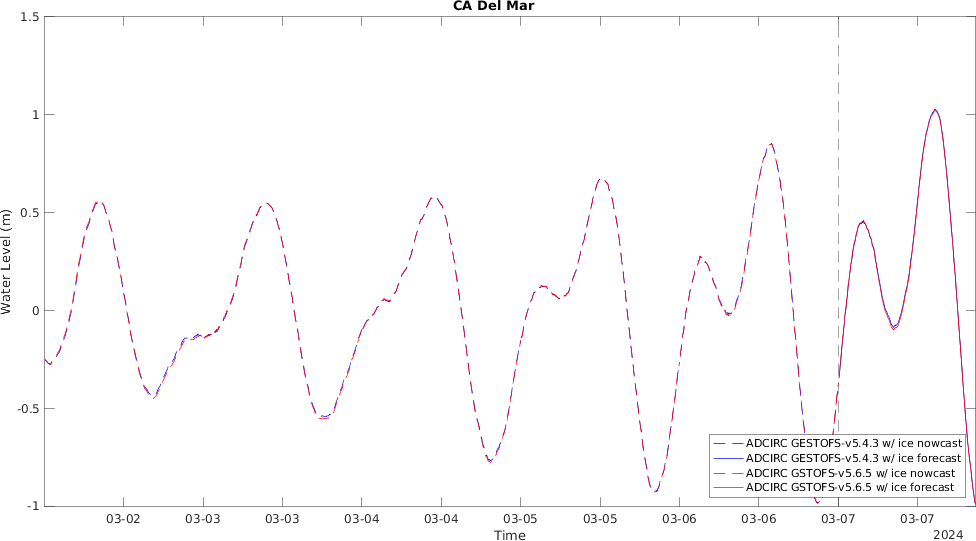 CA Del Mar
1.5
1
0.5
0
-0.5
-1
Water Level (m)
ADCIRC GESTOFS-v5.4.3 w/ ice nowcast
ADCIRC GESTOFS-v5.4.3 w/ ice forecast
ADCIRC GSTOFS-v5.6.5 w/ ice nowcast
ADCIRC GSTOFS-v5.6.5 w/ ice forecast
03-02 03-03 03-03 03-04 03-04 03-05 03-05 03-06 03-06 03-07 03-07
Time
2024